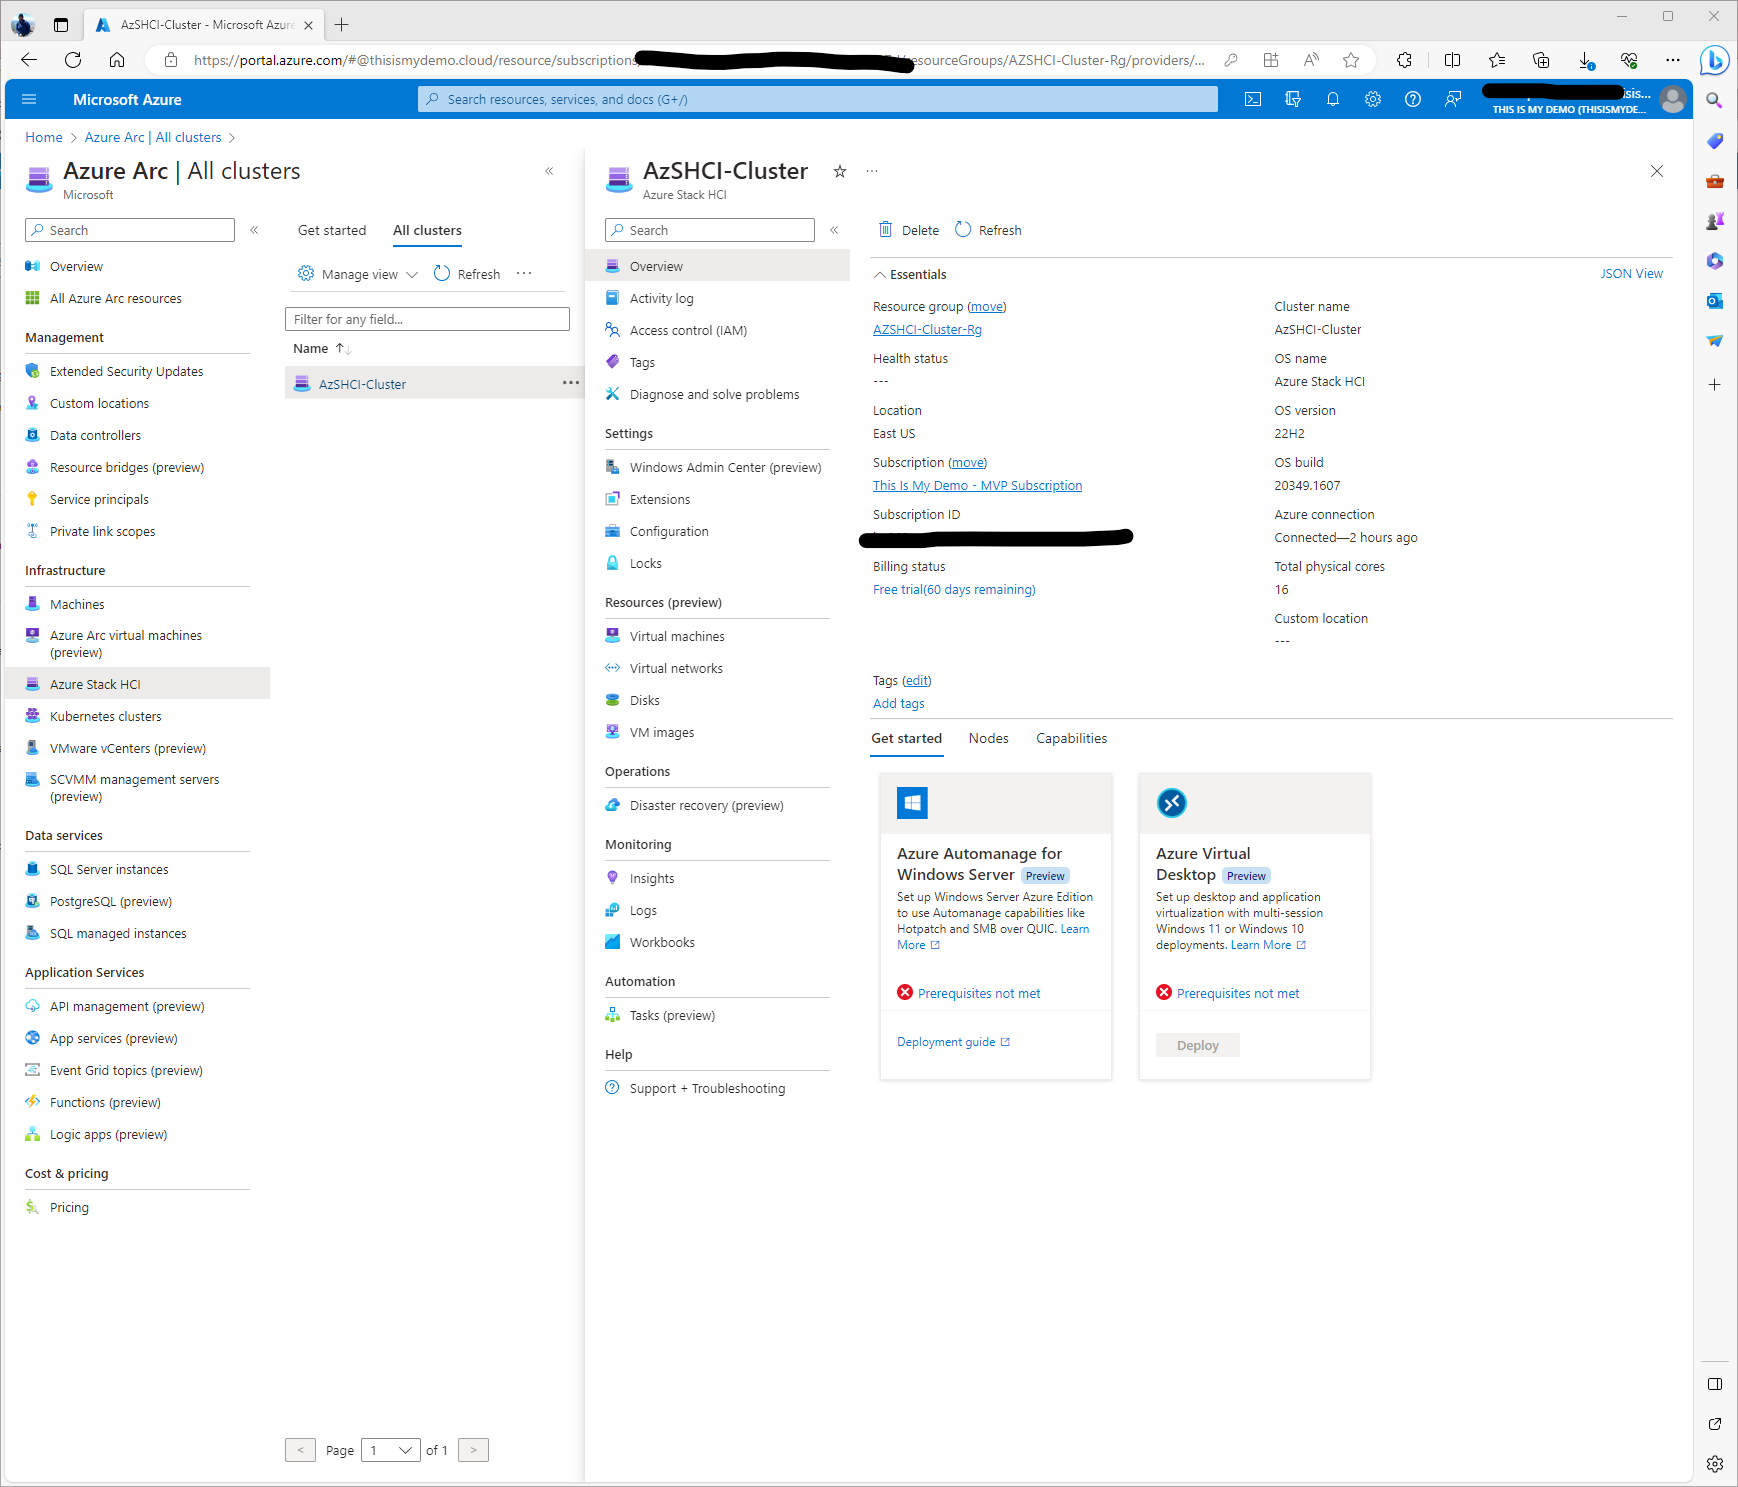 AzSHCI-Cluster - Microsoft Azure
https://portal.azure.com/#@thisismydemo.cloud/resource/subscriptions/
resourceGroups/AZSHCI-Cluster-Rg/providers/...
Microsoft Azure
Search resources, services, and docs (G+/)
isis...
THIS IS MY DEMO (THISISMYDE...
Home > Azure Arc | All clusters >
Azure Arc | All clusters
Microsoft
Search
Overview
All Azure Arc resources
Management
Extended Security Updates
Custom locations
Data controllers
Resource bridges (preview)
Service principals
Private link scopes
Infrastructure
Machines
Azure Arc virtual machines
(preview)
Azure Stack HCI
Kubernetes clusters
VMware vCenters (preview)
SCVMM management servers
(preview)
Data services
SQL Server instances
PostgreSQL (preview)
SQL managed instances
Application Services
API management (preview)
App services (preview)
Event Grid topics (preview)
Functions (preview)
Logic apps (preview)
Cost & pricing
Pricing
Get started
All clusters
Manage view
Refresh
...
Filter for any field...
Name ↑↓
AzSHCI-Cluster
...
< Page 1 of 1 >
AzSHCI-Cluster
...
Azure Stack HCI
Search
Overview
Activity log
Access control (IAM)
Tags
Diagnose and solve problems
Settings
Windows Admin Center (preview)
Extensions
Configuration
Locks
Resources (preview)
Virtual machines
Virtual networks
Disks
VM images
Operations
Disaster recovery (preview)
Monitoring
Insights
Logs
Workbooks
Automation
Tasks (preview)
Help
Support + Troubleshooting
Delete
Refresh
Essentials
JSON View
Resource group (move)
AZSHCI-Cluster-Rg
Health status
---
Location
East US
Subscription (move)
This Is My Demo - MVP Subscription
Subscription ID
Billing status
Free trial(60 days remaining)
Cluster name
AzSHCI-Cluster
OS name
Azure Stack HCI
OS version
22H2
OS build
20349.1607
Azure connection
Connected—2 hours ago
Total physical cores
16
Custom location
---
Tags (edit)
Add tags
Get started
Nodes
Capabilities
Azure Automanage for
Windows Server Preview
Set up Windows Server Azure Edition
to use Automanage capabilities like
Hotpatch and SMB over QUIC. Learn
More
Prerequisites not met
Deployment guide
Azure Virtual
Desktop Preview
Set up desktop and application
virtualization with multi-session
Windows 11 or Windows 10
deployments. Learn More
Prerequisites not met
Deploy